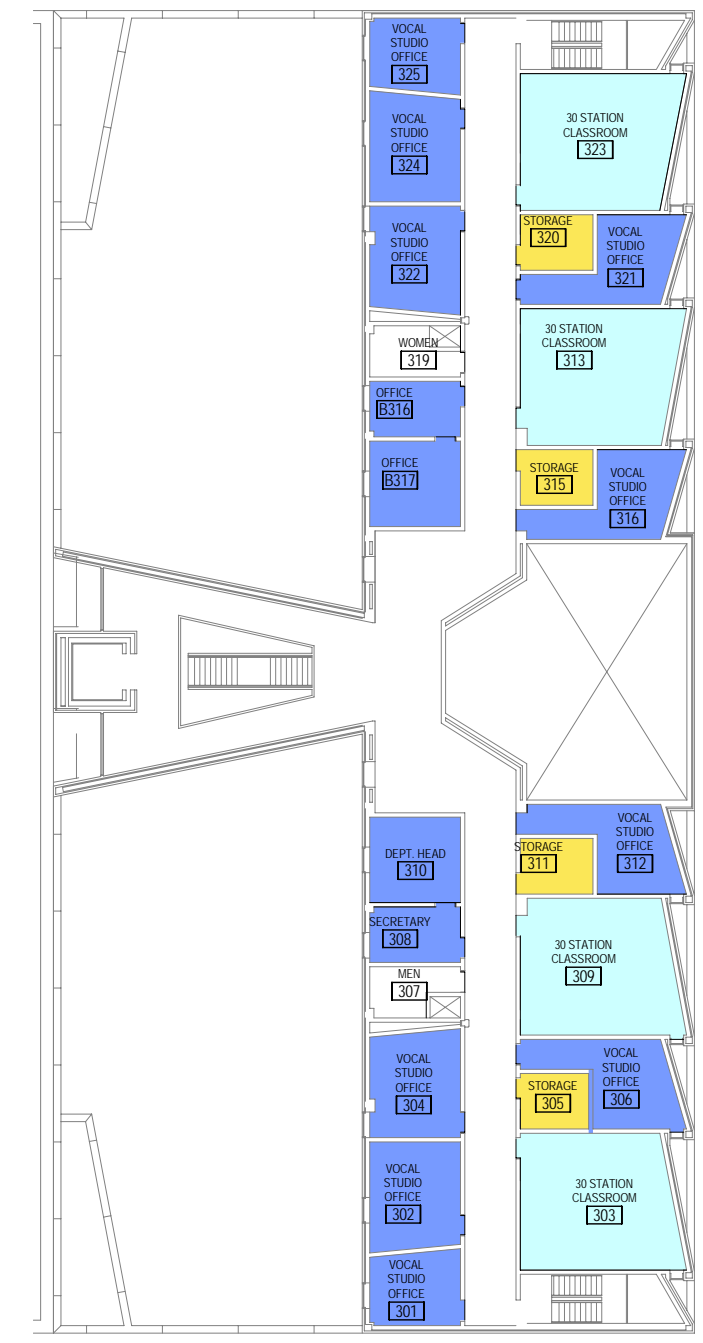 VOCAL
STUDIO
OFFICE
325
VOCAL
STUDIO
OFFICE
324
30 STATION
CLASSROOM
323
STORAGE
320
VOCAL
STUDIO
OFFICE
321
VOCAL
STUDIO
OFFICE
322
WOMEN
319
30 STATION
CLASSROOM
313
OFFICE
B316
OFFICE
B317
STORAGE
315
VOCAL
STUDIO
OFFICE
316
VOCAL
STUDIO
OFFICE
312
STORAGE
311
DEPT. HEAD
310
SECRETARY
308
MEN
307
30 STATION
CLASSROOM
309
VOCAL
STUDIO
OFFICE
304
VOCAL
STUDIO
OFFICE
306
STORAGE
305
VOCAL
STUDIO
OFFICE
302
30 STATION
CLASSROOM
303
VOCAL
STUDIO
OFFICE
301